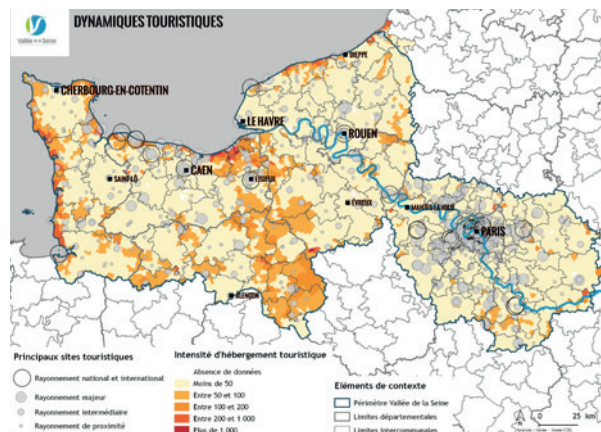 DYNAMIQUES TOURISTIQUES
Vallée de la Seine
DIEPPE
CHERBOURG-EN-COTENTIN
LE HAVRE
ROUEN
SAINT-LÔ
CAEN
LISIEUX
ÉVREUX
MANTES-LA-JOLIE
PARIS
ALENÇON
Principaux sites touristiques
Rayonnement national et international
Rayonnement majeur
Rayonnement intermédiaire
Rayonnement de proximité
Intensité d'hébergement touristique
Absence de données
Moins de 50
Entre 50 et 100
Entre 100 et 200
Entre 200 et 1 000
Plus de 1 000
Eléments de contexte
Périmètre Vallée de la Seine
Limites départementales
Limites intercommunales
0 25 km